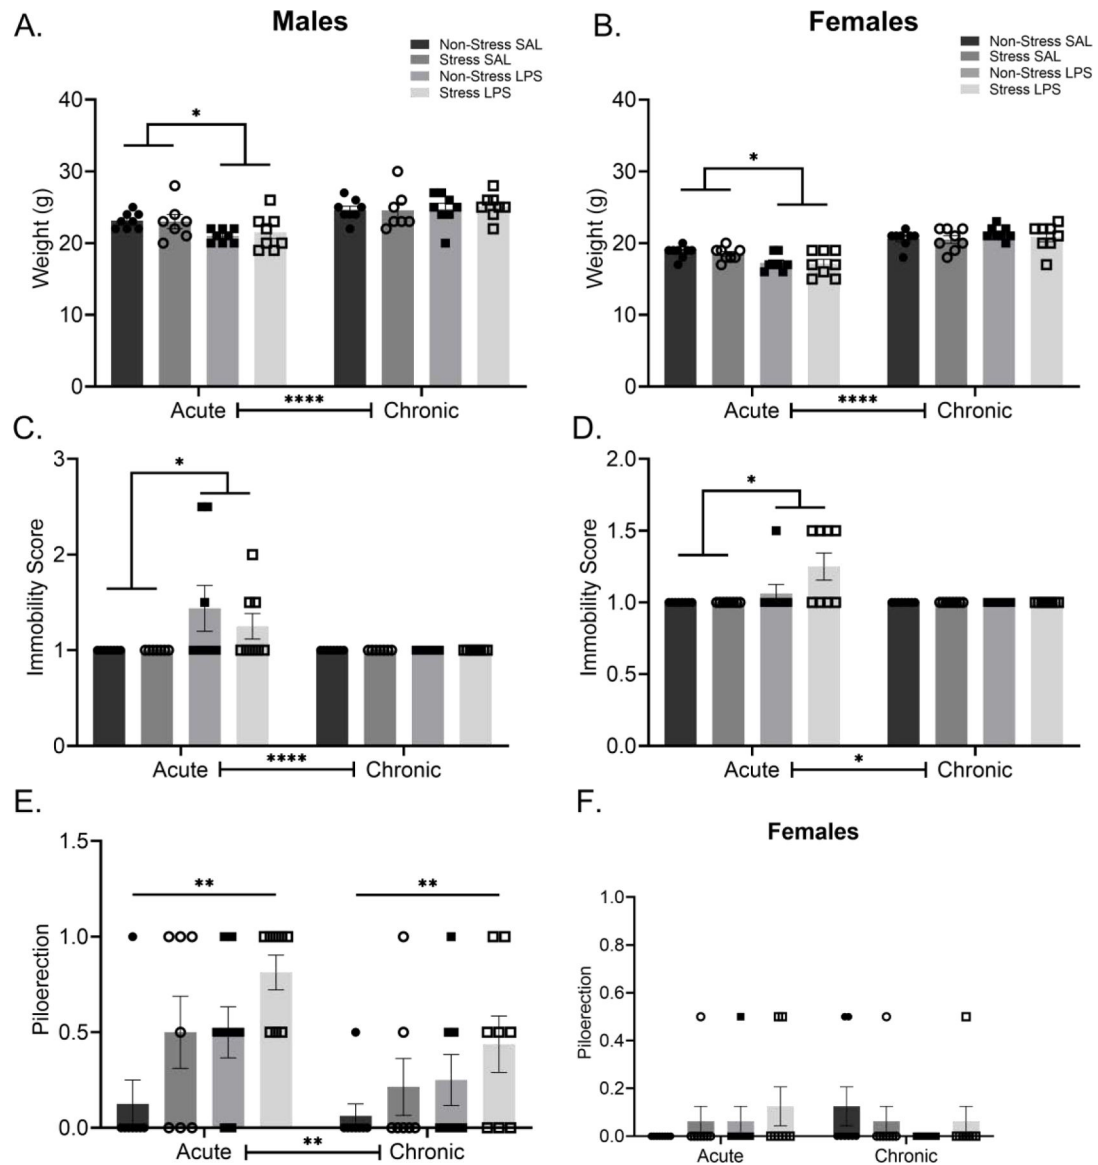 A.
Males
Non-Stress SAL
Stress SAL
Non-Stress LPS
Stress LPS
40
30
20
10
0
Weight (g)
*
Acute
****
Chronic
B.
Females
Non-Stress SAL
Stress SAL
Non-Stress LPS
Stress LPS
40
30
20
10
0
Weight (g)
*
Acute
****
Chronic
C.
3
2
1
0
Immobility Score
*
Acute
****
Chronic
D.
2.0
1.5
1.0
0.5
0.0
Immobility Score
*
Acute
*
Chronic
E.
1.5
1.0
0.5
0.0
Piloerection
**
**
Acute
**
Chronic
F.
Females
1.0
0.8
0.6
0.4
0.2
0.0
Piloerection
Acute
Chronic